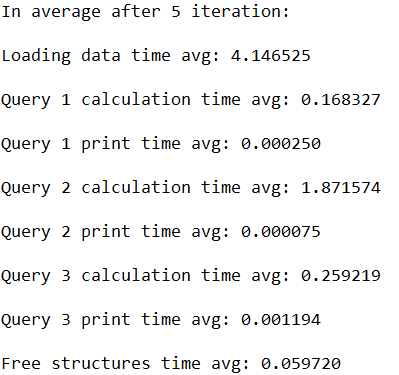 In average after 5 iteration:
Loading data time avg: 4.146525
Query 1 calculation time avg: 0.168327
Query 1 print time avg: 0.000250
Query 2 calculation time avg: 1.871574
Query 2 print time avg: 0.000075
Query 3 calculation time avg: 0.259219
Query 3 print time avg: 0.001194
Free structures time avg: 0.059720